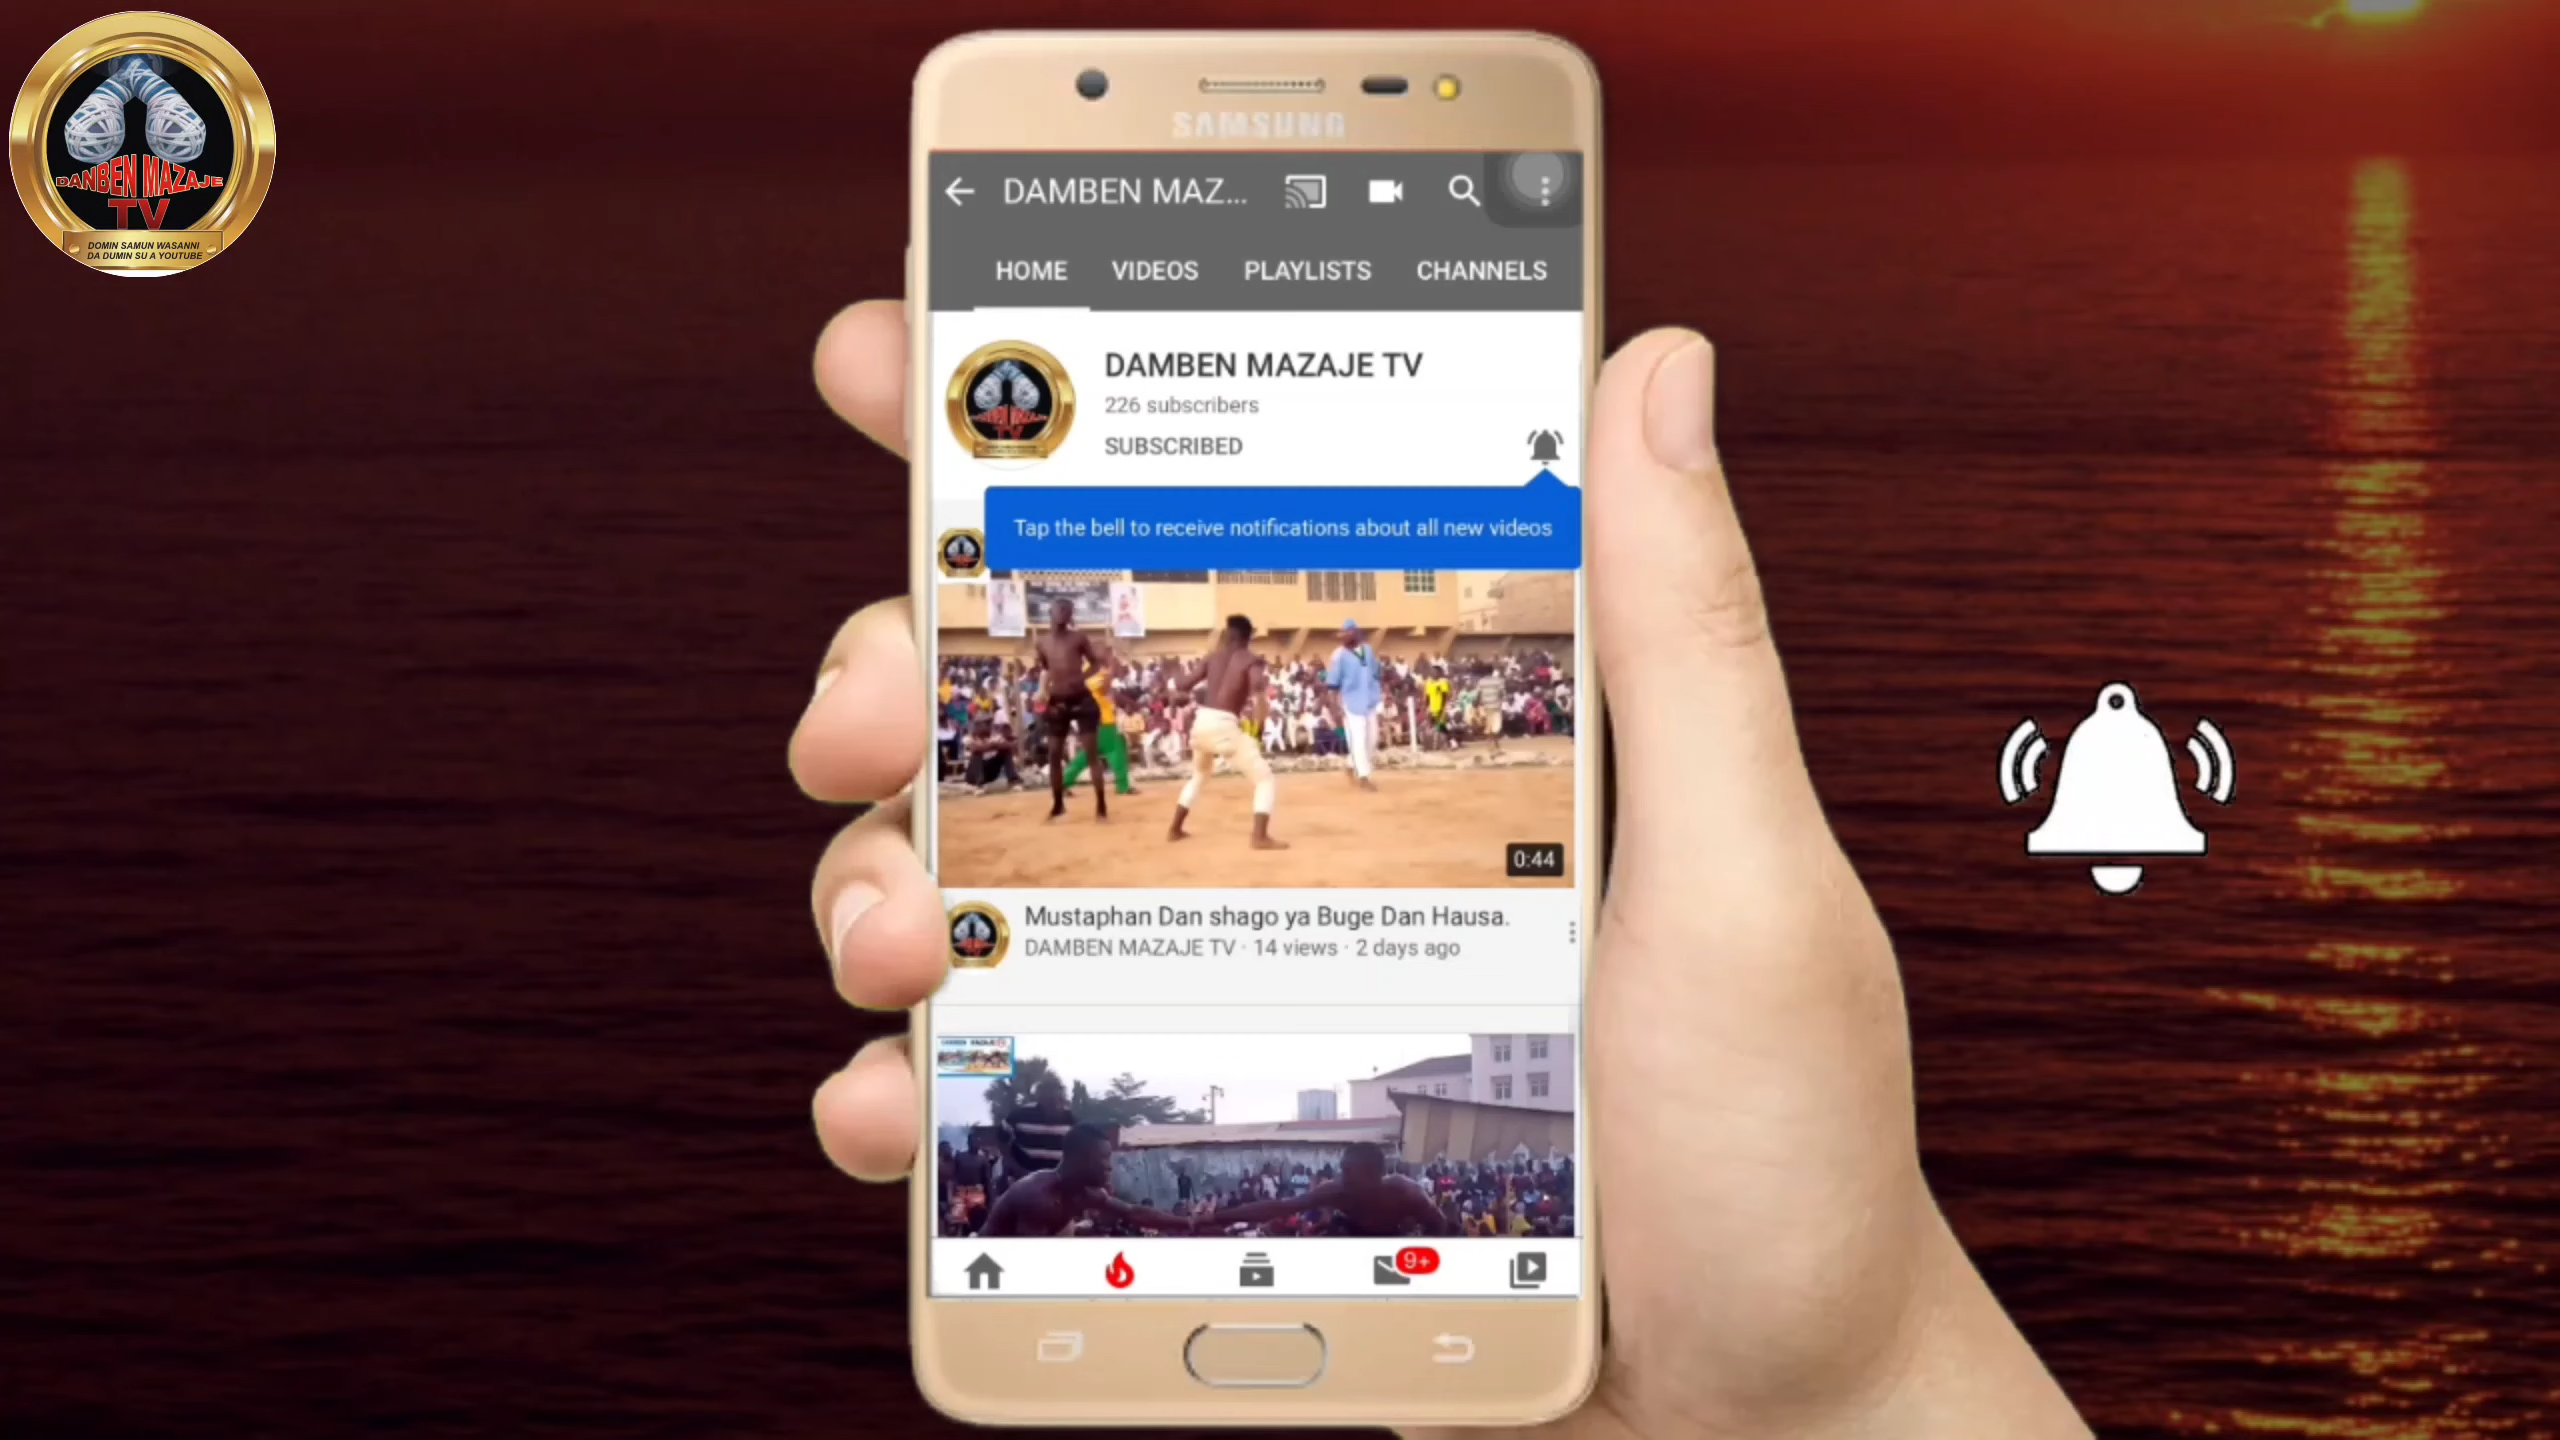 DANBEN MAZAJE
TV
DOMIN SAMUN WASANNI
DA DUMIN SU A YOUTUBE
SAMSUNG
DAMBEN MAZ...
HOME VIDEOS PLAYLISTS CHANNELS
DAMBEN MAZAJE TV
226 subscribers
SUBSCRIBED
Tap the bell to receive notifications about all new videos
0:44
Mustaphan Dan shago ya Buge Dan Hausa.
DAMBEN MAZAJE TV · 14 views · 2 days ago
9+